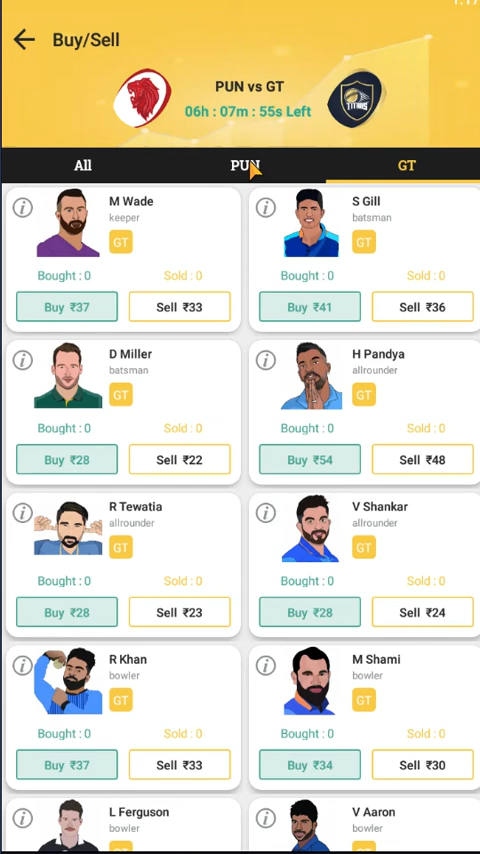 Buy/Sell
PUN vs GT
06h : 07m : 55s Left
TITANS
All PUN GT
M Wade
keeper
GT
Bought : 0 Sold : 0
Buy ₹37 Sell ₹33
S Gill
batsman
GT
Bought : 0 Sold : 0
Buy ₹41 Sell ₹36
D Miller
batsman
GT
Bought : 0 Sold : 0
Buy ₹28 Sell ₹22
H Pandya
allrounder
GT
Bought : 0 Sold : 0
Buy ₹54 Sell ₹48
R Tewatia
allrounder
GT
Bought : 0 Sold : 0
Buy ₹28 Sell ₹23
V Shankar
allrounder
GT
Bought : 0 Sold : 0
Buy ₹28 Sell ₹24
R Khan
bowler
GT
Bought : 0 Sold : 0
Buy ₹37 Sell ₹33
M Shami
bowler
GT
Bought : 0 Sold : 0
Buy ₹34 Sell ₹30
L Ferguson
bowler
V Aaron
bowler